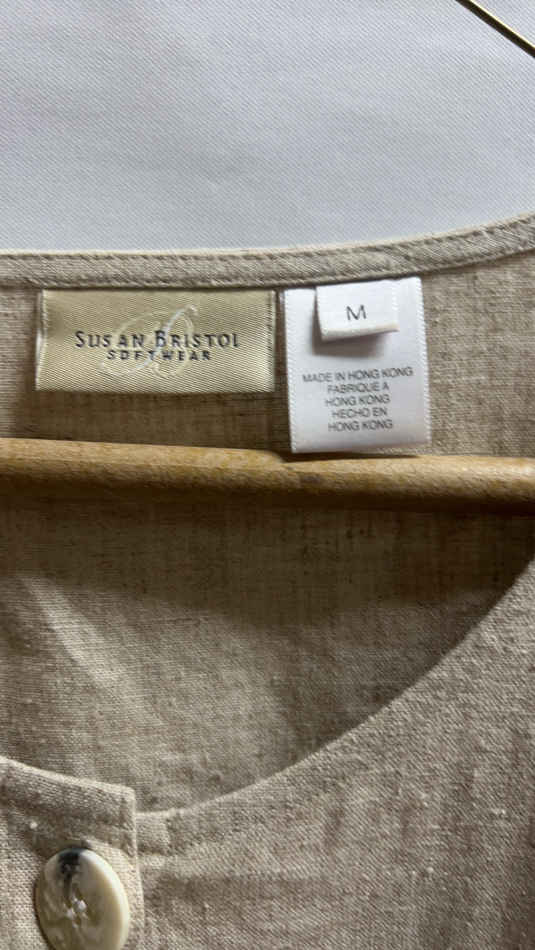 SUSAN BRISTOL
SOFTWEAR
M
MADE IN HONG KONG
FABRIQUE A
HONG KONG
HECHO EN
HONG KONG